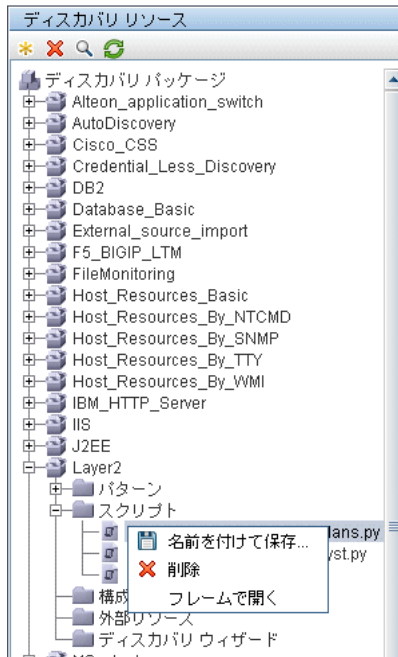 ディスカバリ リソース
ディスカバリ パッケージ
Alteon_application_switch
AutoDiscovery
Cisco_CSS
Credential_Less_Discovery
DB2
Database_Basic
External_source_import
F5_BIGIP_LTM
FileMonitoring
Host_Resources_Basic
Host_Resources_By_NTCMD
Host_Resources_By_SNMP
Host_Resources_By_TTY
Host_Resources_By_WMI
IBM_HTTP_Server
IIS
J2EE
Layer2
パターン
スクリプト
lans.py
名前を付けて保存...
yst.py
削除
フレームで開く
構成
外部リソース
ディスカバリ ウィザード